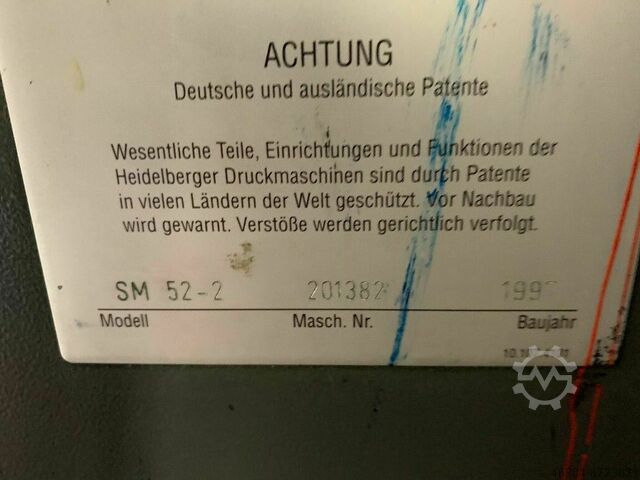 ACHTUNG
Deutsche und ausländische Patente
Wesentliche Teile, Einrichtungen und Funktionen der
Heidelberger Druckmaschinen sind durch Patente
in vielen Ländern der Welt geschützt. Vor Nachbau
wird gewarnt. Verstöße werden gerichtlich verfolgt.
SM 52-2 201382
Modell Masch. Nr. Baujahr